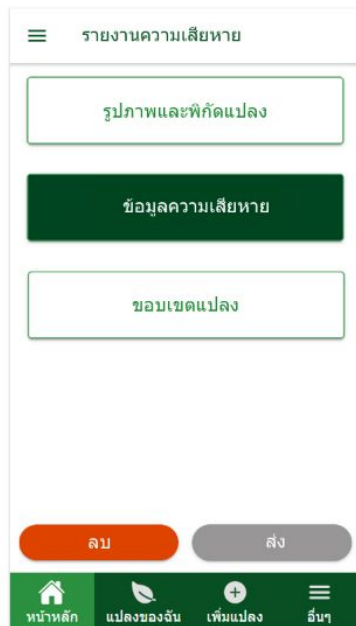 รายงานความเสียหาย
รูปภาพและพิกัดแปลง
ข้อมูลความเสียหาย
ขอบเขตแปลง
ลบ ส่ง
หน้าหลัก แปลงของฉัน เพิ่มแปลง อื่นๆ